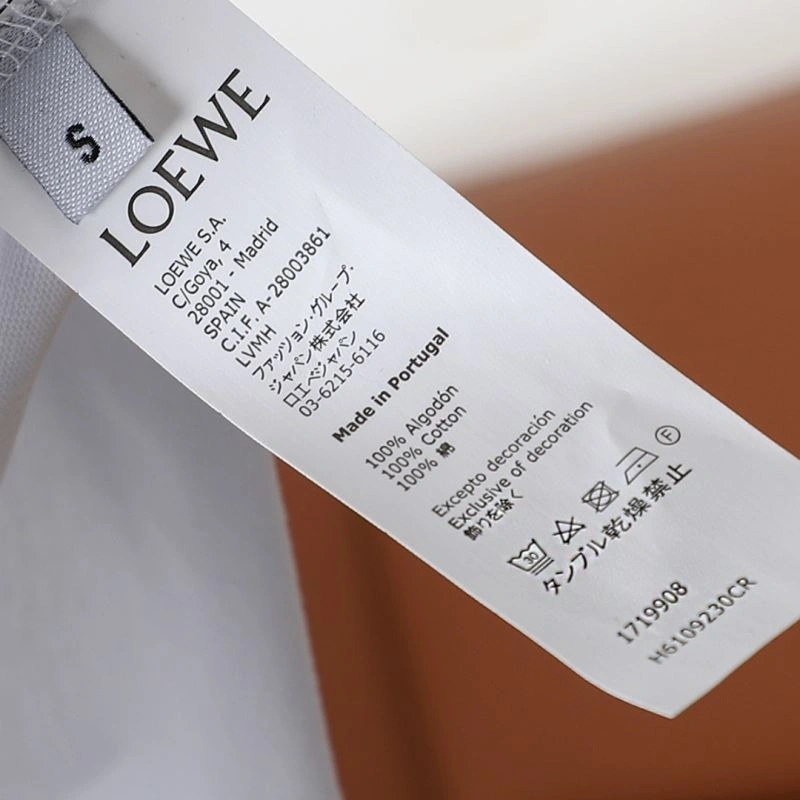 S
LOEWE
LOEWE S.A.
C/Goya, 4
28001 - Madrid
SPAIN
C.I.F. A-28003861
LVMH
ファッション・グループ・
ジャパン株式会社
ロエベジャパン
03-6215-6116
Made in Portugal
100% Algodón
100% Cotton
100% 綿
Excepto decoración
Exclusive of decoration
飾りを除く
30
F
タンブル乾燥禁止
1719908
H6109230CR